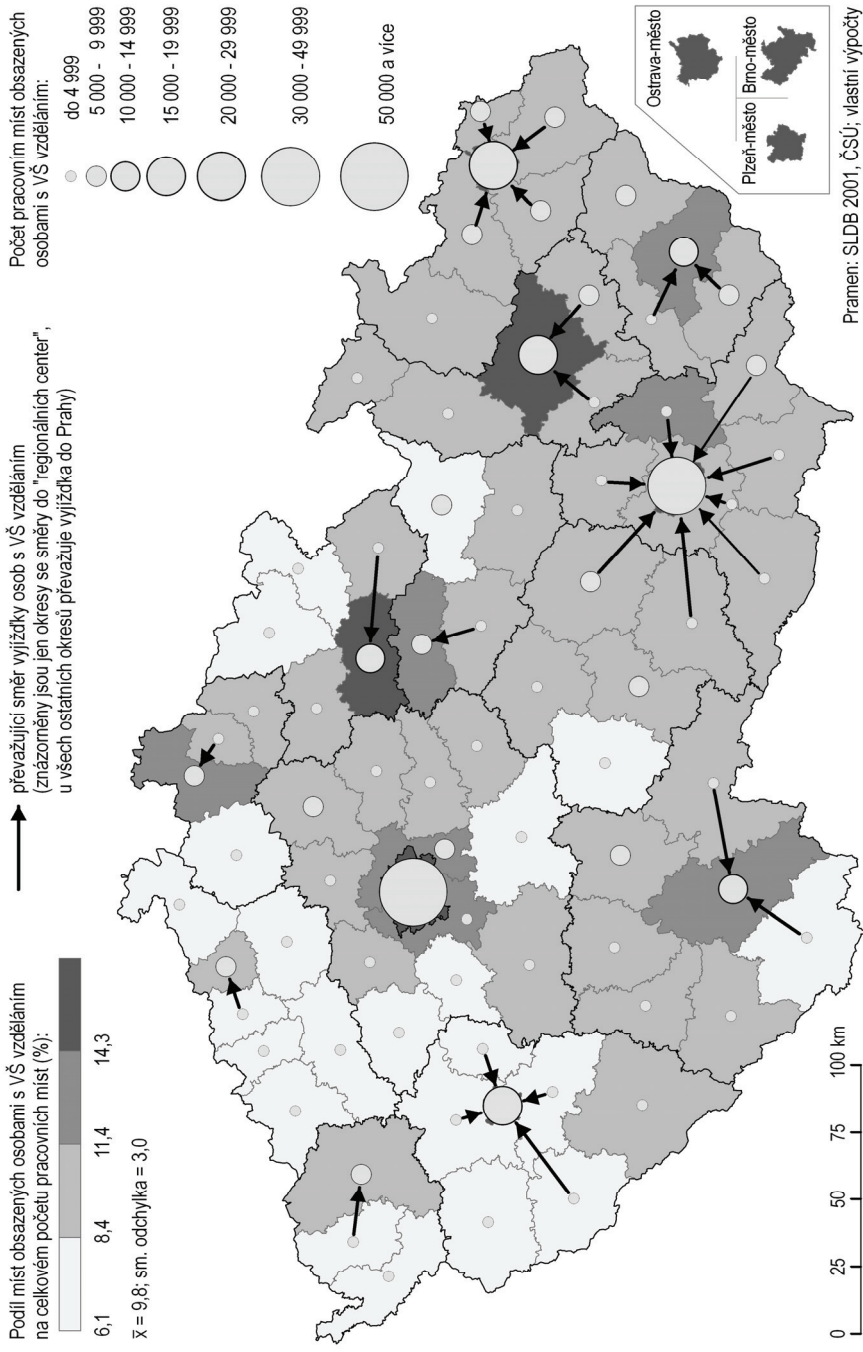 Podíl míst obsazených osobami s VŠ vzděláním
na celkovém početu pracovních míst (%):
6,1
8,4
11,4
14,3
x̅ = 9,8; sm. odchylka = 3,0
převažující směr vyjížďky osob s VŠ vzděláním
(znázorněny jsou jen okresy se směry do "regionálních center",
u všech ostatních okresů převažuje vyjížďka do Prahy)
Počet pracovním míst obsazených
osobami s VŠ vzděláním:
do 4 999
5 000 - 9 999
10 000 - 14 999
15 000 - 19 999
20 000 - 29 999
30 000 - 49 999
50 000 a více
0
25
50
75
100 km
Ostrava-město
Plzeň-město
Brno-město
Pramen: SLDB 2001, ČSÚ; vlastní výpočty